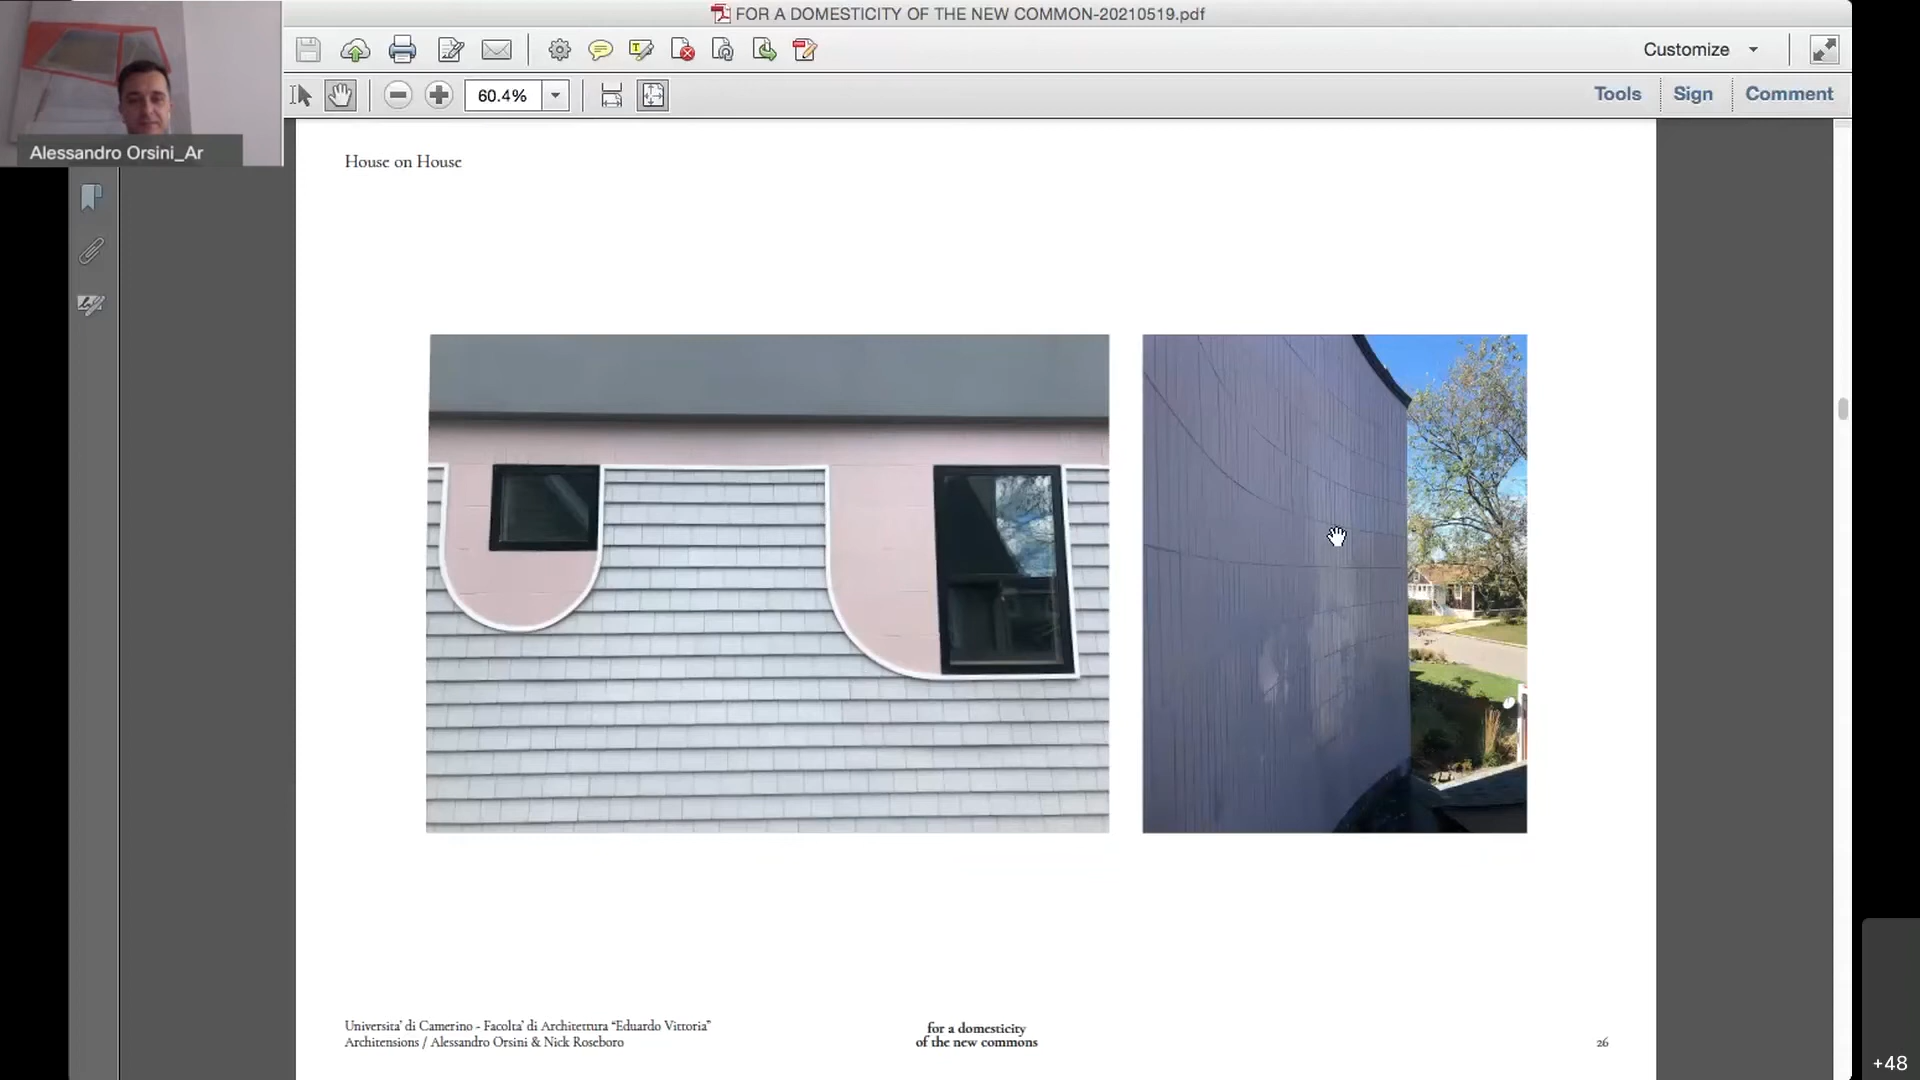 FOR A DOMESTICITY OF THE NEW COMMON-20210519.pdf
Customize
60.4%
Tools
Sign
Comment
Alessandro Orsini_Ar
House on House
Universita' di Camerino - Facolta' di Architettura “Eduardo Vittoria”
Architensions / Alessandro Orsini & Nick Roseboro
for a domesticity
of the new commons
26
+48